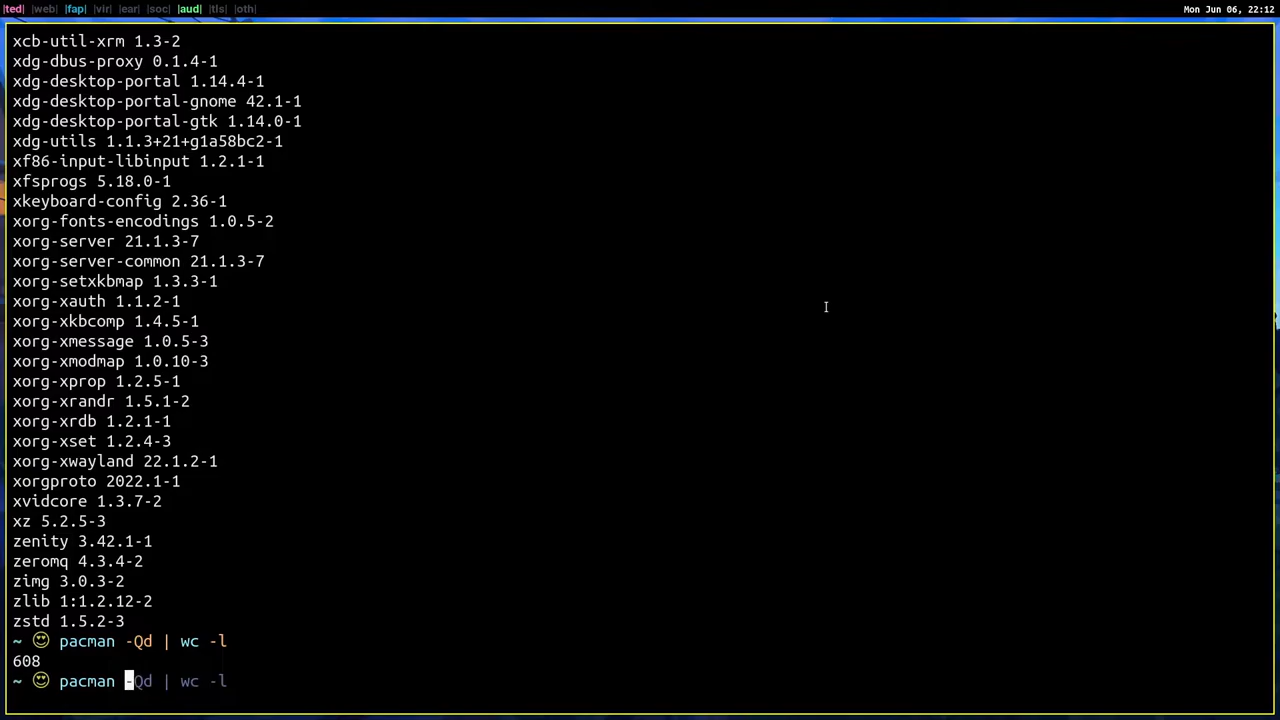 |ted| |web| |fap| |vir| |ear| |soc| |aud| |tls| |oth| Mon Jun 06, 22:12
xcb-util-xrm 1.3-2
xdg-dbus-proxy 0.1.4-1
xdg-desktop-portal 1.14.4-1
xdg-desktop-portal-gnome 42.1-1
xdg-desktop-portal-gtk 1.14.0-1
xdg-utils 1.1.3+21+g1a58bc2-1
xf86-input-libinput 1.2.1-1
xfsprogs 5.18.0-1
xkeyboard-config 2.36-1
xorg-fonts-encodings 1.0.5-2
xorg-server 21.1.3-7
xorg-server-common 21.1.3-7
xorg-setxkbmap 1.3.3-1
xorg-xauth 1.1.2-1
xorg-xkbcomp 1.4.5-1
xorg-xmessage 1.0.5-3
xorg-xmodmap 1.0.10-3
xorg-xprop 1.2.5-1
xorg-xrandr 1.5.1-2
xorg-xrdb 1.2.1-1
xorg-xset 1.2.4-3
xorg-xwayland 22.1.2-1
xorgproto 2022.1-1
xvidcore 1.3.7-2
xz 5.2.5-3
zenity 3.42.1-1
zeromq 4.3.4-2
zimg 3.0.3-2
zlib 1:1.2.12-2
zstd 1.5.2-3
~ 😍 pacman -Qd | wc -l
608
~ 😍 pacman -Qd | wc -l